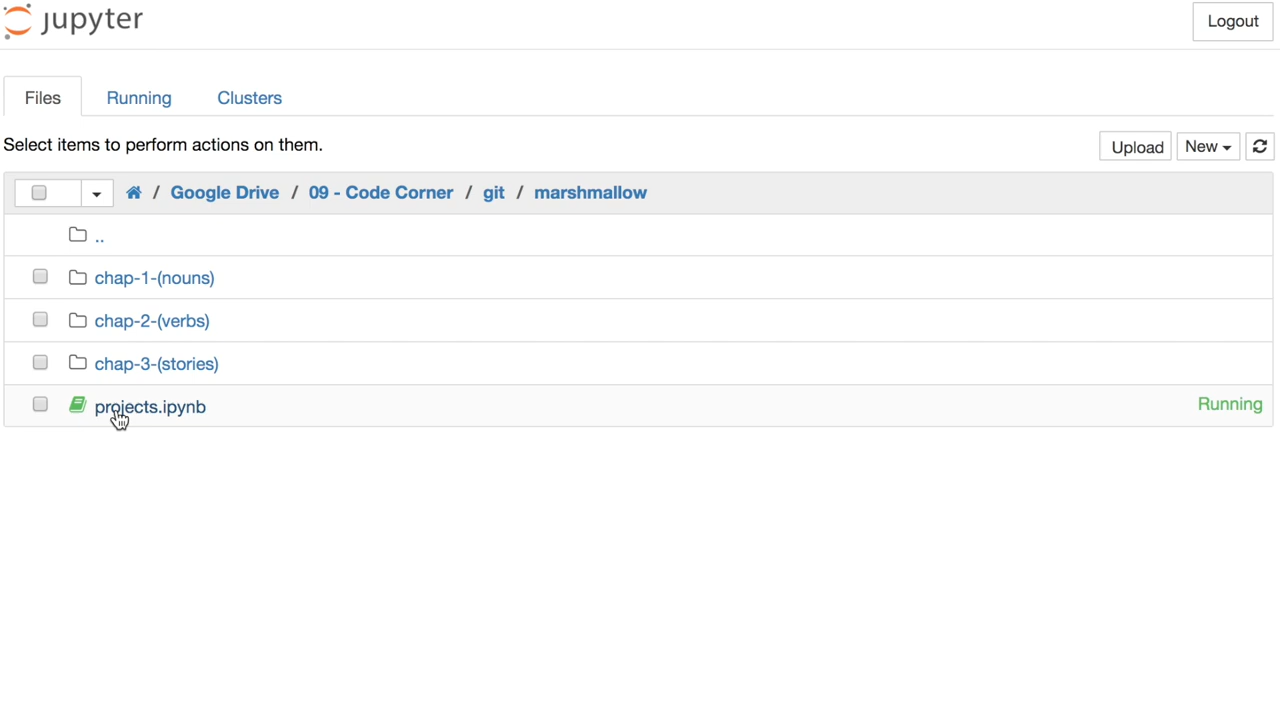 jupyter
Logout
Files Running Clusters
Select items to perform actions on them.
Upload New
/ Google Drive / 09 - Code Corner / git / marshmallow
..
chap-1-(nouns)
chap-2-(verbs)
chap-3-(stories)
projects.ipynb Running